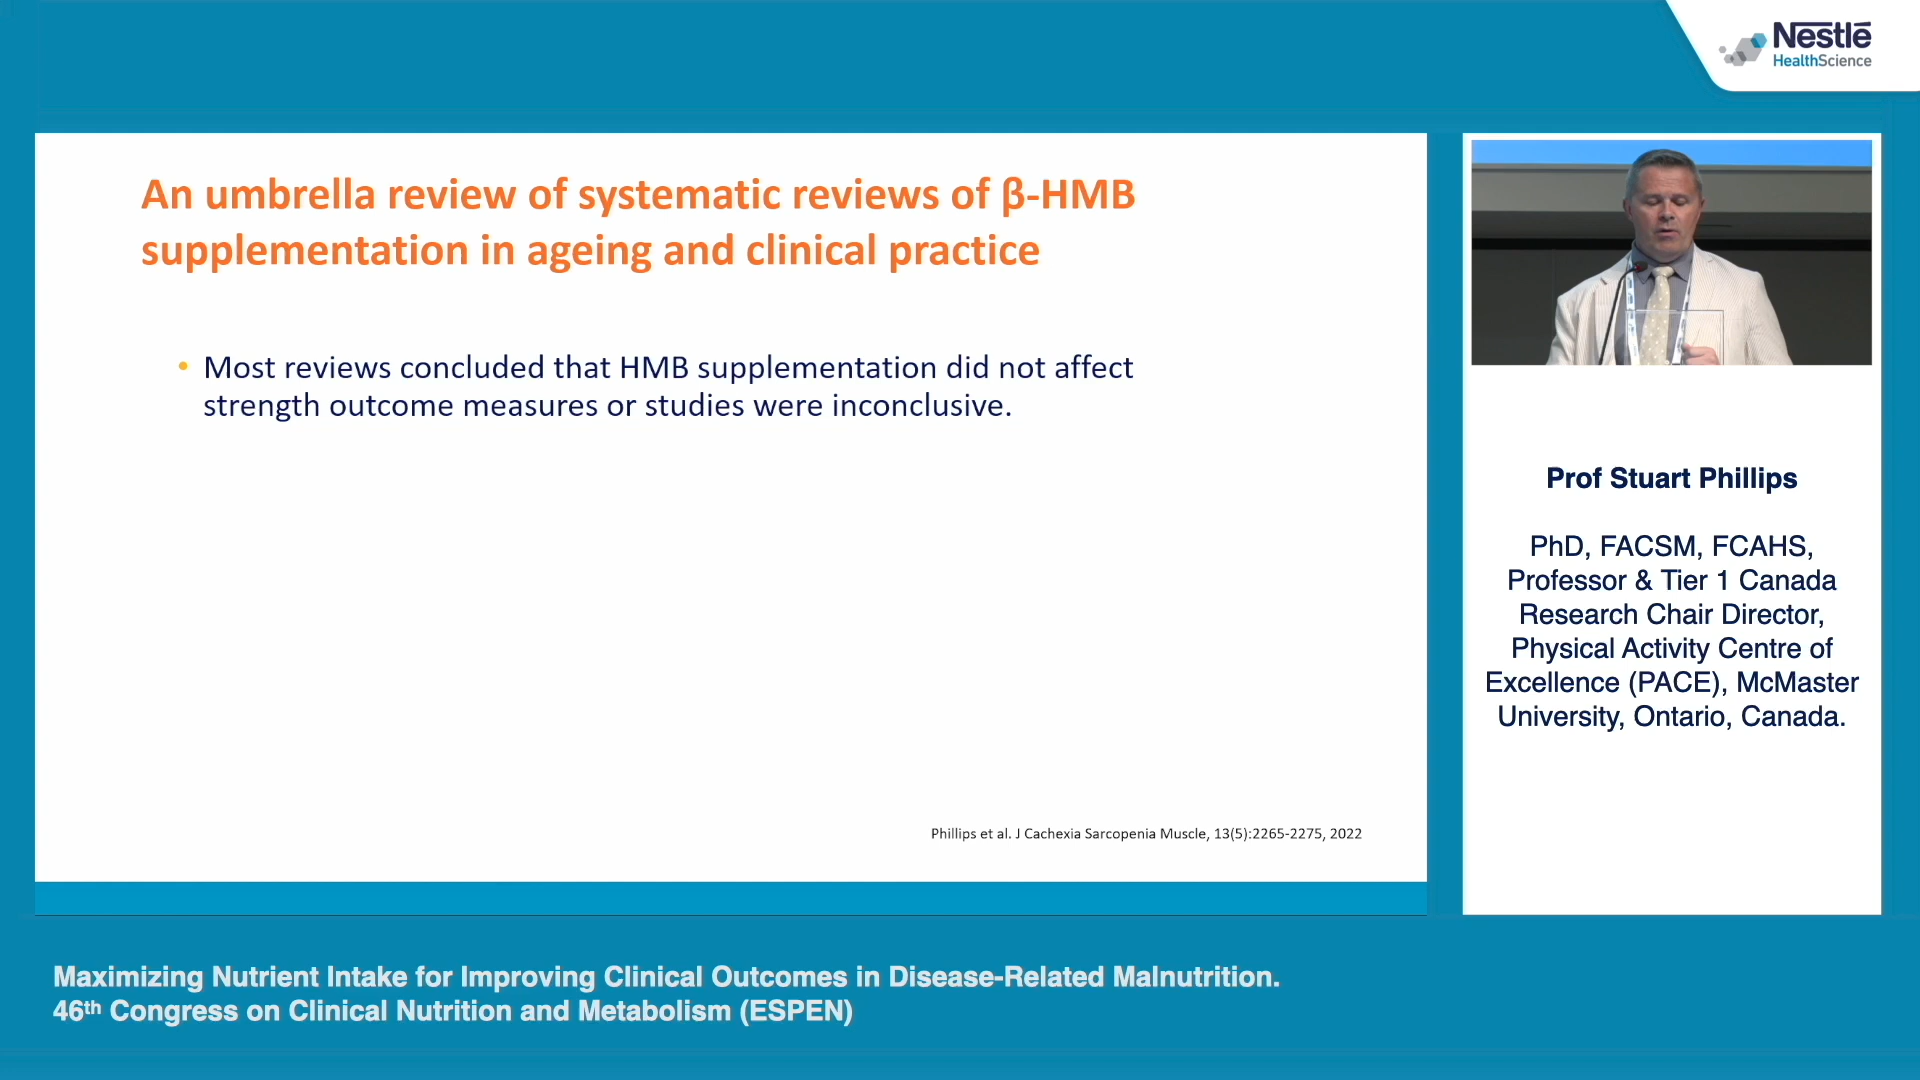 Nestlé
HealthScience
An umbrella review of systematic reviews of β-HMB
supplementation in ageing and clinical practice
• Most reviews concluded that HMB supplementation did not affect
strength outcome measures or studies were inconclusive.
Phillips et al. J Cachexia Sarcopenia Muscle, 13(5):2265-2275, 2022
Prof Stuart Phillips
PhD, FACSM, FCAHS,
Professor & Tier 1 Canada
Research Chair Director,
Physical Activity Centre of
Excellence (PACE), McMaster
University, Ontario, Canada.
Maximizing Nutrient Intake for Improving Clinical Outcomes in Disease-Related Malnutrition.
46th Congress on Clinical Nutrition and Metabolism (ESPEN)